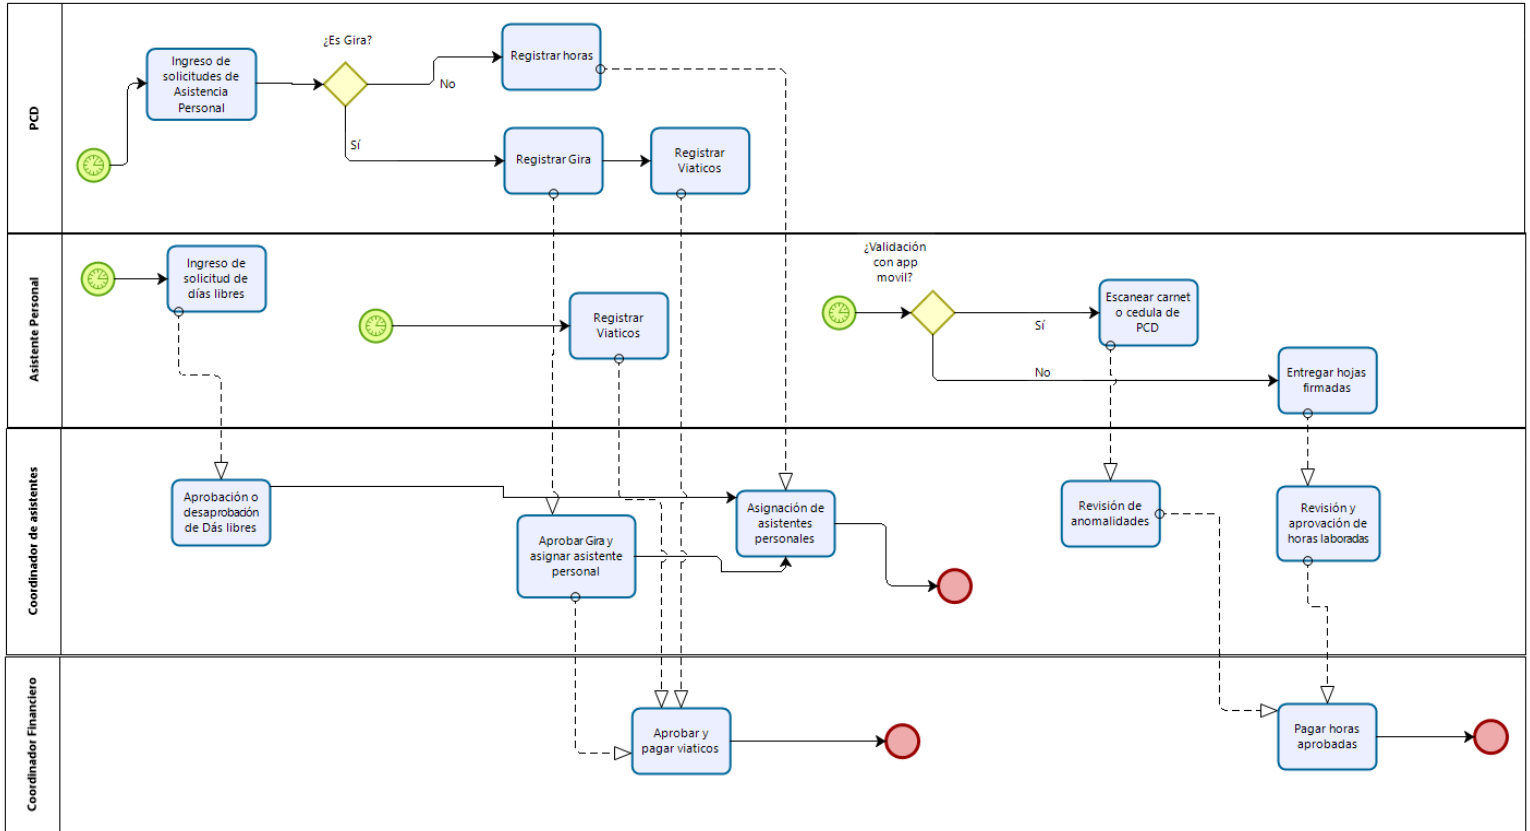 PCD
¿Es Gira?
Ingreso de
solicitudes de
Asistencia
Personal
No
Sí
Registrar horas
Registrar Gira
Registrar
Viaticos
Asistente Personal
Ingreso de
solicitud de
días libres
Registrar
Viaticos
¿Validación
con app
movil?
Sí
No
Escanear carnet
o cedula de
PCD
Entregar hojas
firmadas
Coordinador de asistentes
Aprobación o
desaprobación
de Dás libres
Aprobar Gira y
asignar asistente
personal
Asignación de
asistentes
personales
Revisión de
anomalidades
Revisión y
aprovación de
horas laboradas
Coordinador Financiero
Aprobar y
pagar viaticos
Pagar horas
aprobadas